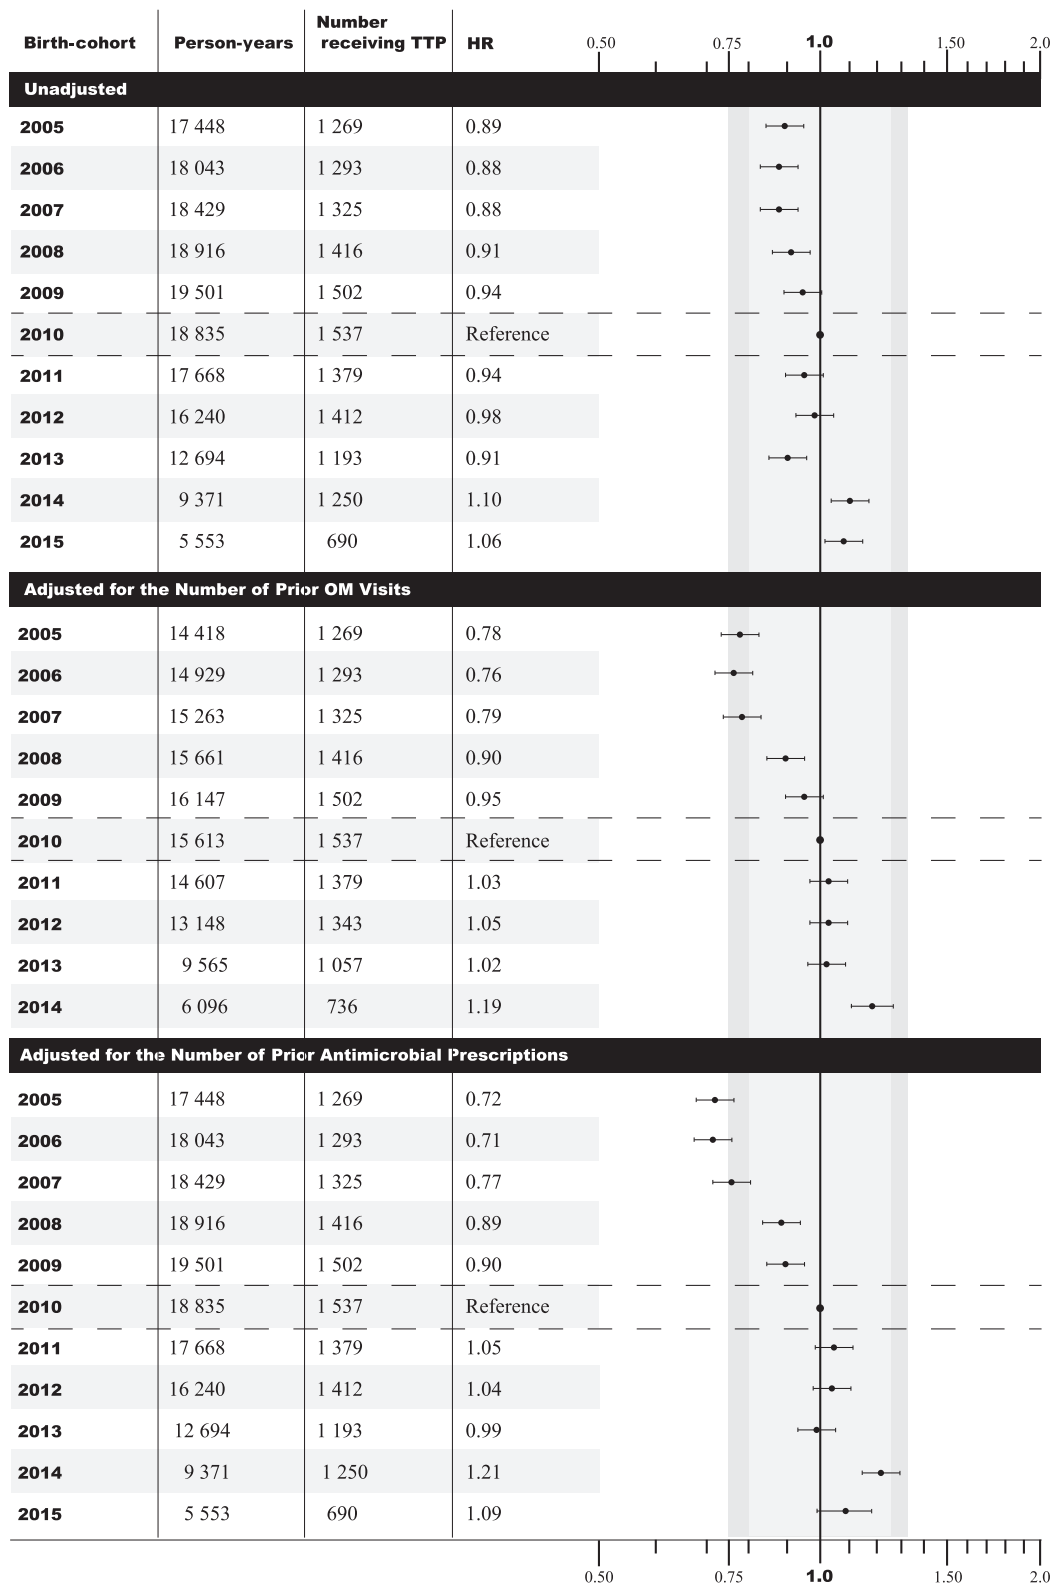 Birth-cohort Person-years Number receiving TTP HR 0.50 0.75 1.0 1.50 2.0
Unadjusted
2005 17 448 1 269 0.89
2006 18 043 1 293 0.88
2007 18 429 1 325 0.88
2008 18 916 1 416 0.91
2009 19 501 1 502 0.94
2010 18 835 1 537 Reference
2011 17 668 1 379 0.94
2012 16 240 1 412 0.98
2013 12 694 1 193 0.91
2014 9 371 1 250 1.10
2015 5 553 690 1.06
Adjusted for the Number of Prior OM Visits
2005 14 418 1 269 0.78
2006 14 929 1 293 0.76
2007 15 263 1 325 0.79
2008 15 661 1 416 0.90
2009 16 147 1 502 0.95
2010 15 613 1 537 Reference
2011 14 607 1 379 1.03
2012 13 148 1 343 1.05
2013 9 565 1 057 1.02
2014 6 096 736 1.19
Adjusted for the Number of Prior Antimicrobial Prescriptions
2005 17 448 1 269 0.72
2006 18 043 1 293 0.71
2007 18 429 1 325 0.77
2008 18 916 1 416 0.89
2009 19 501 1 502 0.90
2010 18 835 1 537 Reference
2011 17 668 1 379 1.05
2012 16 240 1 412 1.04
2013 12 694 1 193 0.99
2014 9 371 1 250 1.21
2015 5 553 690 1.09
0.50 0.75 1.0 1.50 2.0